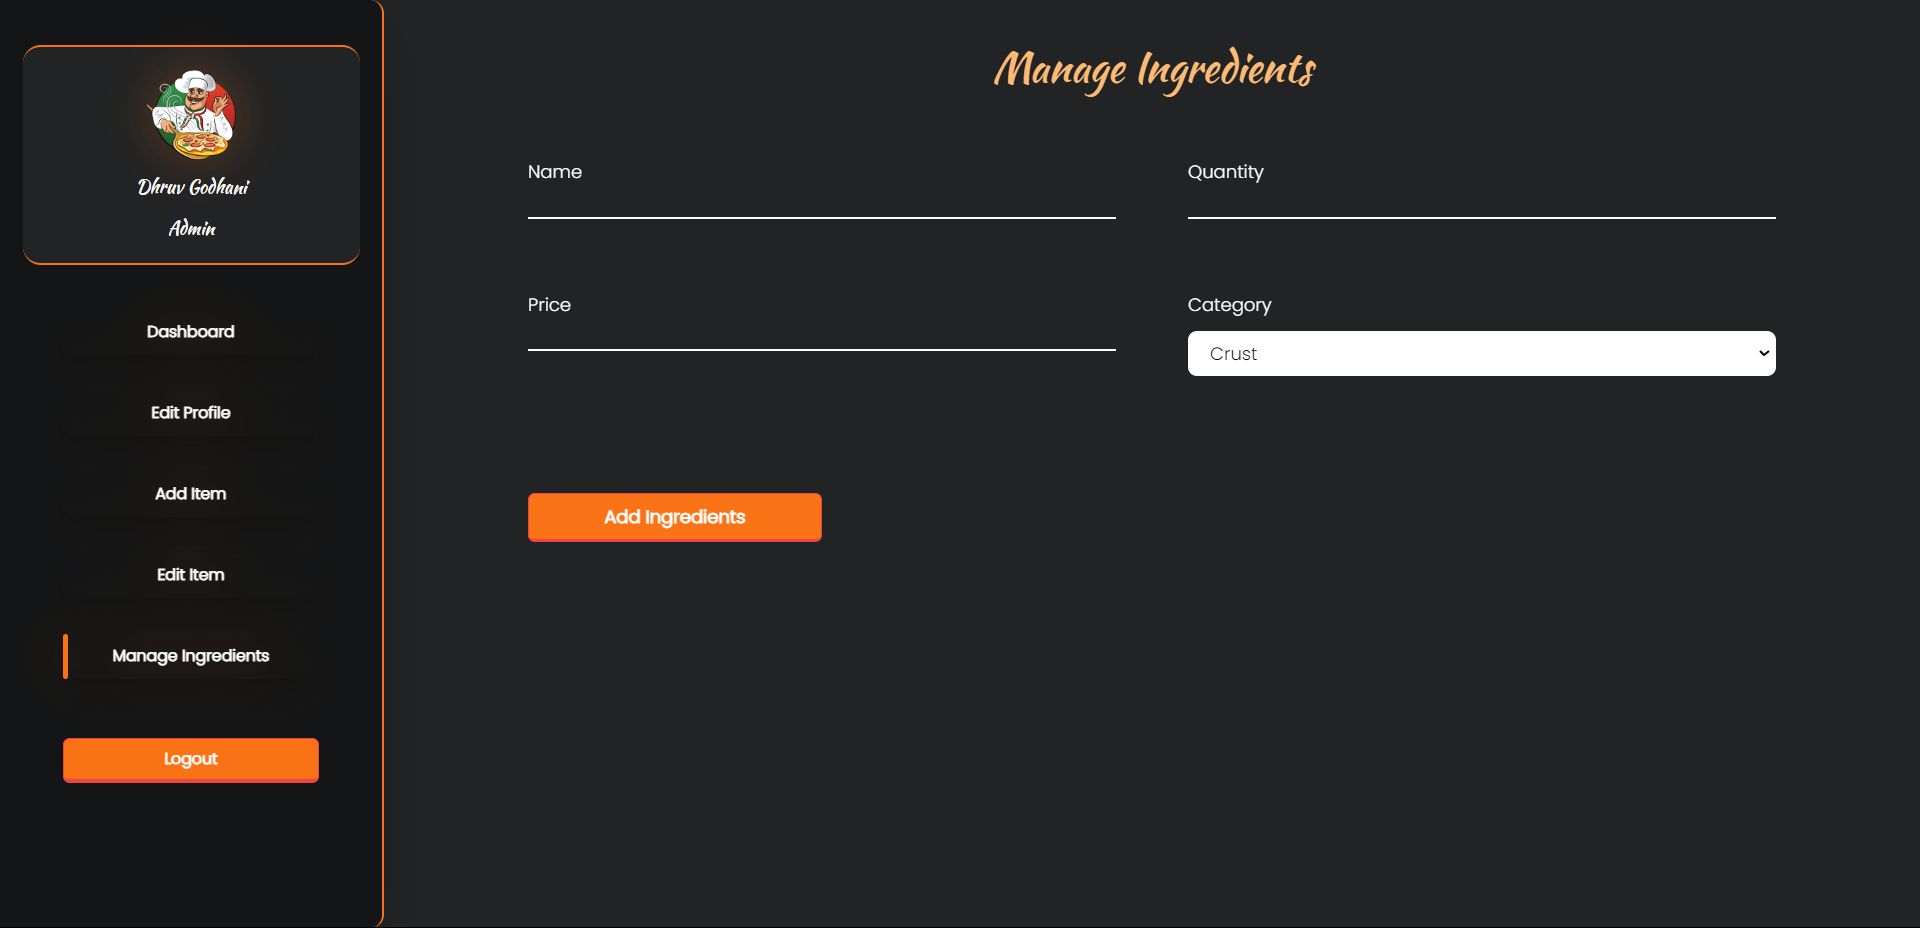 Dhruv Godhani
Admin
Dashboard
Edit Profile
Add Item
Edit Item
Manage Ingredients
Logout
Manage Ingredients
Name
Quantity
Price
Category
Crust
Add Ingredients